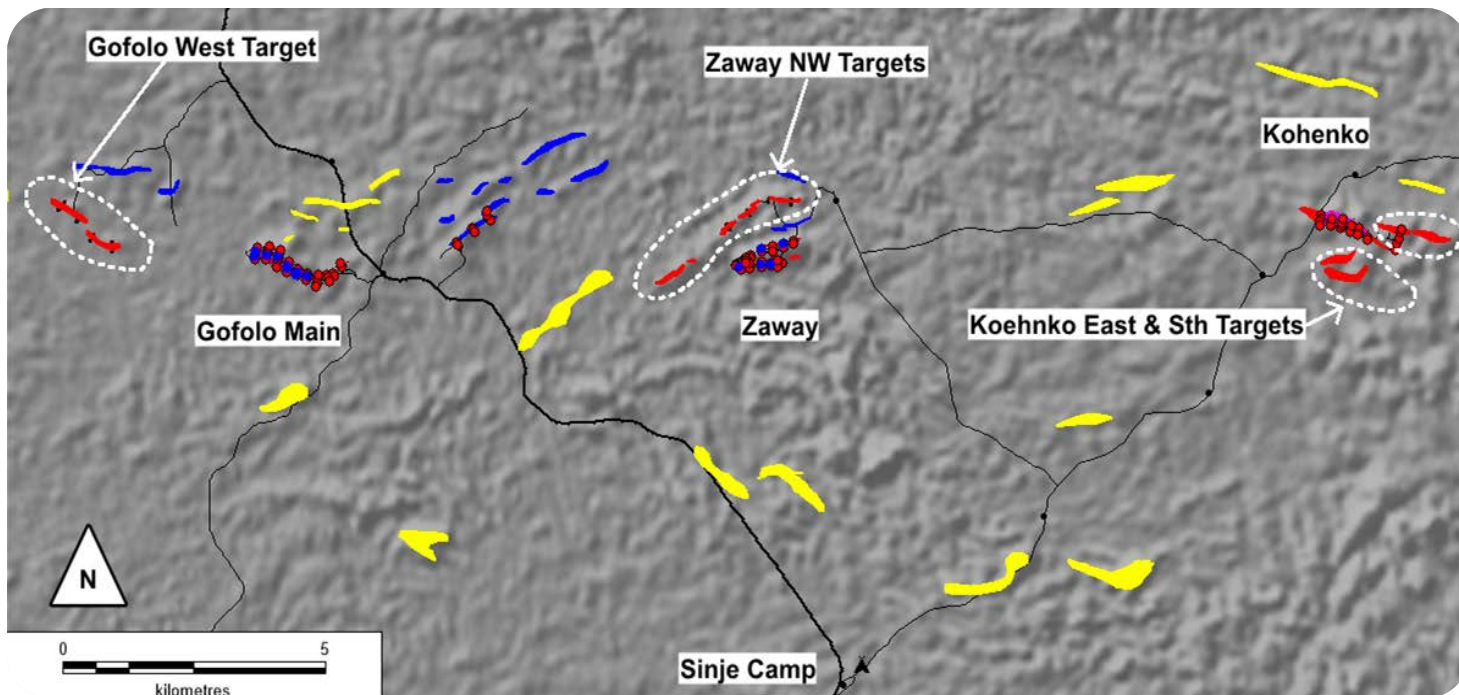 Gofolo West Target
Zaway NW Targets
Kohenko
Gofolo Main
Zaway
Koehnko East & Sth Targets
N
0 5
kilometres
Sinje Camp